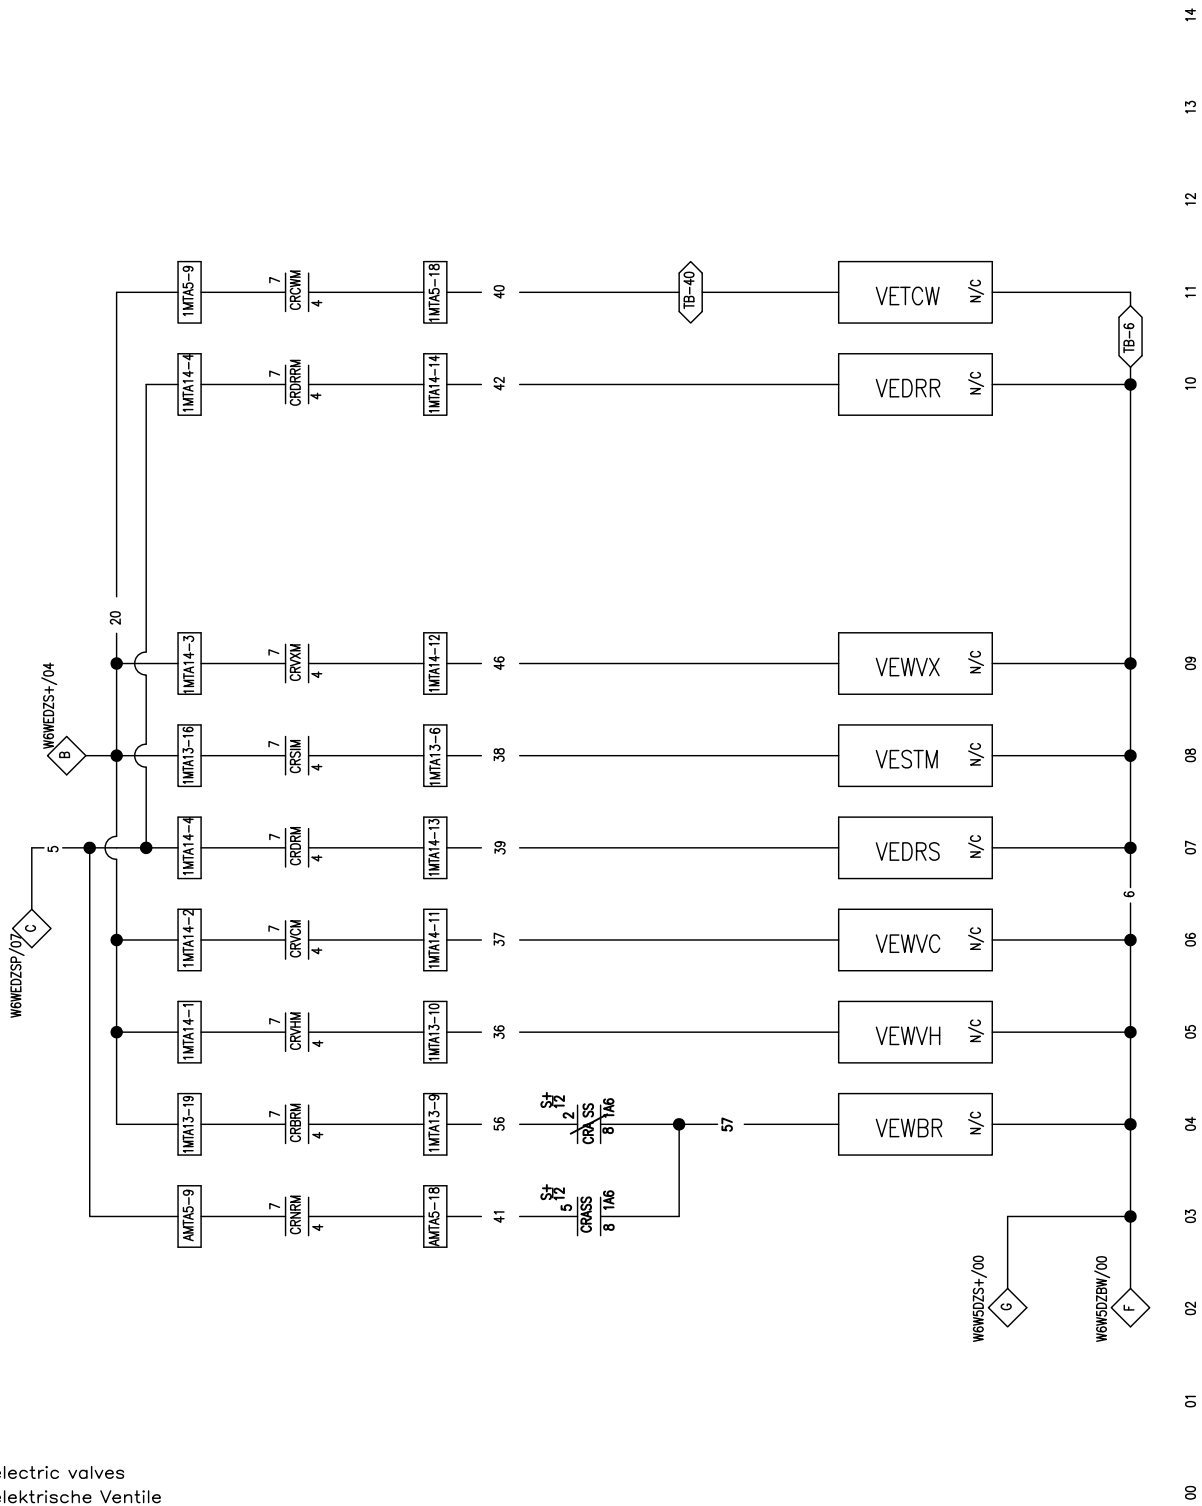 14
13
12
1MTA5-9
7
CRCWM
4
1MTA5-18
40
TB-40
VETCW
N/C
11
TB-6
1MTA14-4
7
CRDRRM
4
1MTA14-14
42
VEDRR
N/C
10
20
1MTA14-3
7
CRVXM
4
1MTA14-12
46
VEWVX
N/C
09
W6WEDZS+/04
B
1MTA13-16
7
CRSIM
4
1MTA13-6
38
VESTM
N/C
08
5
1MTA14-4
7
CRDRM
4
1MTA14-13
39
VEDRS
N/C
07
6
W6WEDZSP/07
C
1MTA14-2
7
CRVCM
4
1MTA14-11
37
VEWVC
N/C
06
1MTA14-1
7
CRVHM
4
1MTA13-10
36
VEWVH
N/C
05
1MTA13-19
7
CRBRM
4
1MTA13-9
56
S+
12
2
CRASS
8 1A6
57
VEWBR
N/C
04
AMTA5-9
7
CRNRM
4
AMTA5-18
41
S+
12
5
CRASS
8 1A6
03
W6W5DZS+/00
G
W6W5DZBW/00
F
02
01
electric valves
elektrische Ventile
00